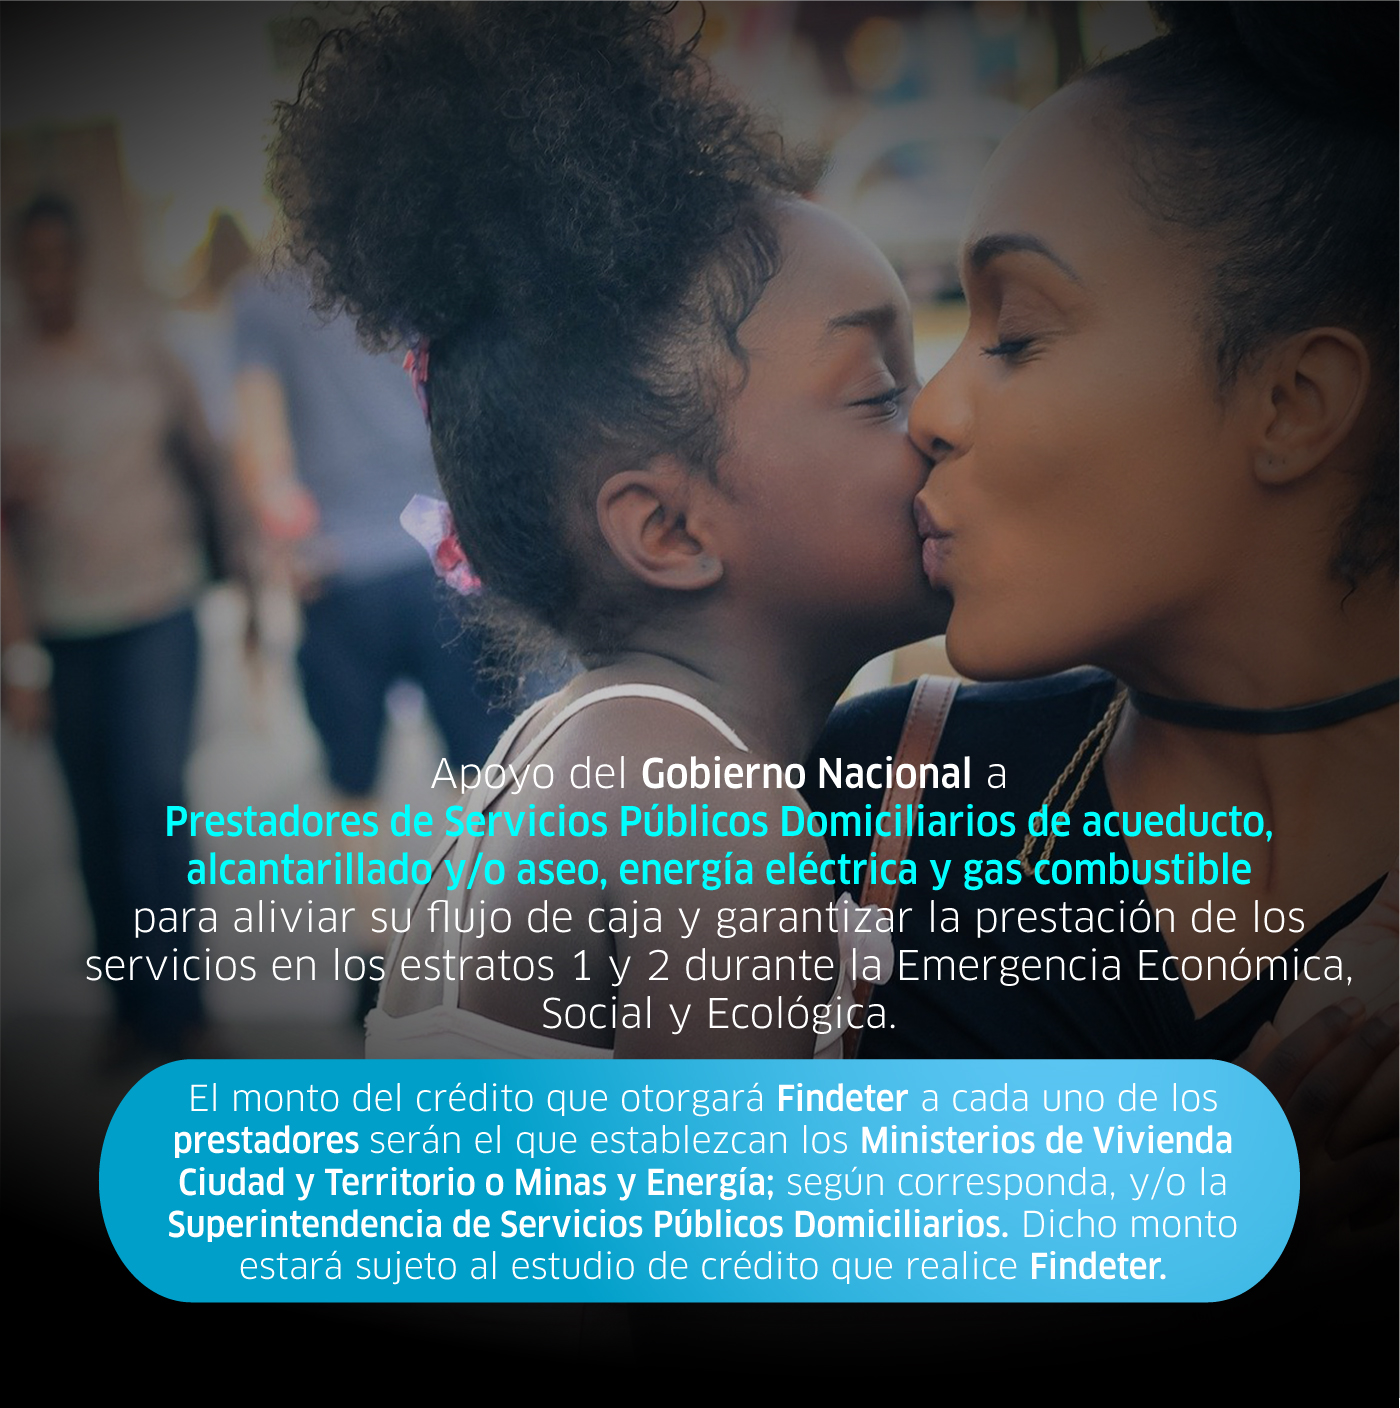 Apoyo del Gobierno Nacional a
Prestadores de Servicios Públicos Domiciliarios de acueducto,
alcantarillado y/o aseo, energía eléctrica y gas combustible
para aliviar su flujo de caja y garantizar la prestación de los
servicios en los estratos 1 y 2 durante la Emergencia Económica,
Social y Ecológica.
El monto del crédito que otorgará Findeter a cada uno de los
prestadores serán el que establezcan los Ministerios de Vivienda
Ciudad y Territorio o Minas y Energía; según corresponda, y/o la
Superintendencia de Servicios Públicos Domiciliarios. Dicho monto
estará sujeto al estudio de crédito que realice Findeter.